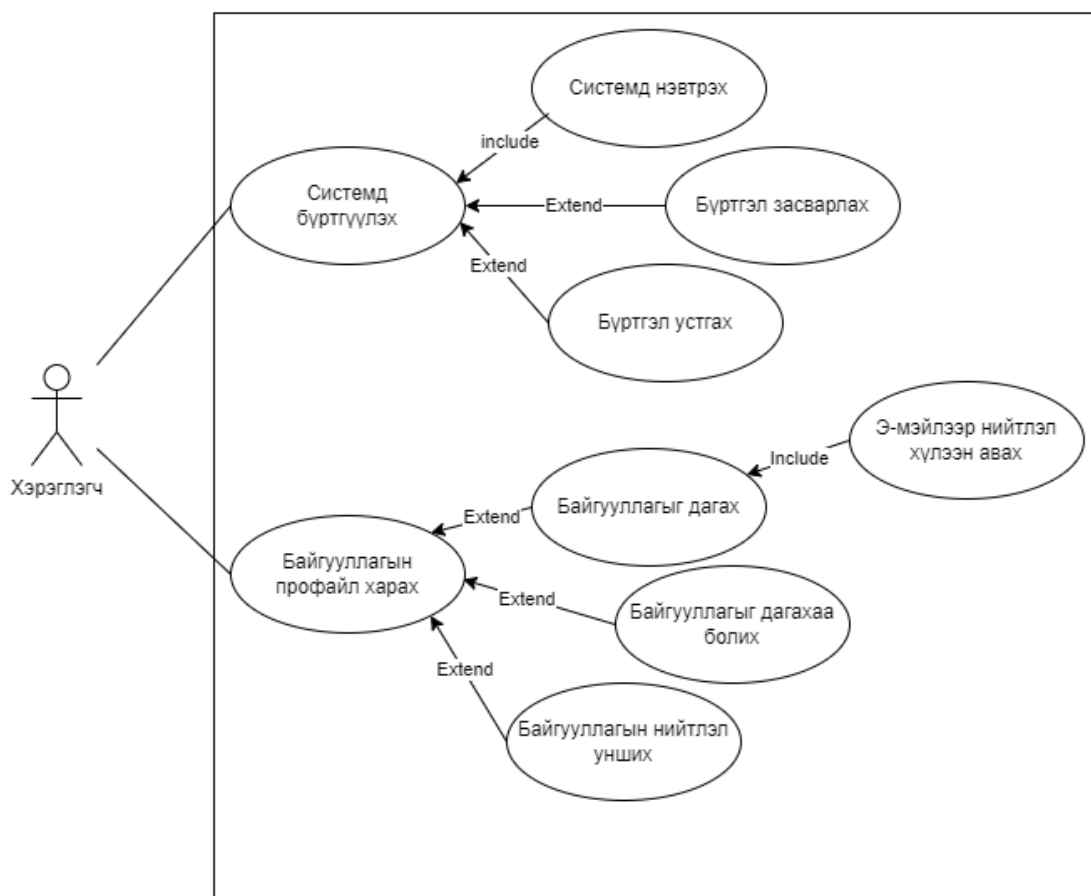 Системд нэвтрэх
include
Системд
бүртгүүлэх
Extend
Бүртгэл засварлах
Extend
Бүртгэл устгах
Хэрэглэгч
Э-мэйлээр нийтлэл
хүлээн авах
Include
Байгууллагыг дагах
Extend
Байгууллагын
профайл харах
Extend
Байгууллагыг дагахаа
болих
Extend
Байгууллагын нийтлэл
унших